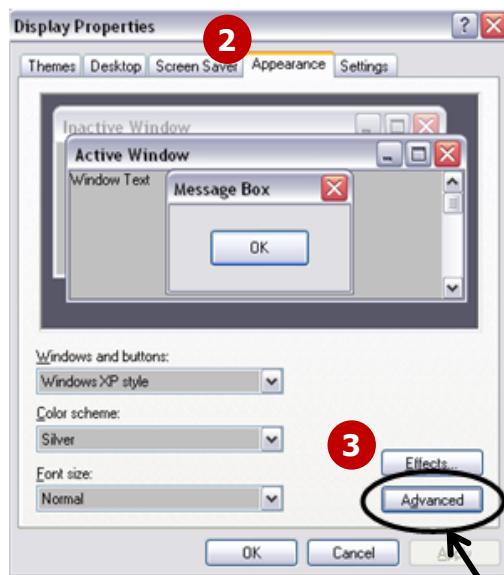 Display Properties
2
Themes Desktop Screen Saver Appearance Settings
Inactive Window
Active Window
Window Text
Message Box
OK
Windows and buttons:
Windows XP style
Color scheme:
Silver
3
Effects...
Font size:
Normal
Advanced
OK Cancel